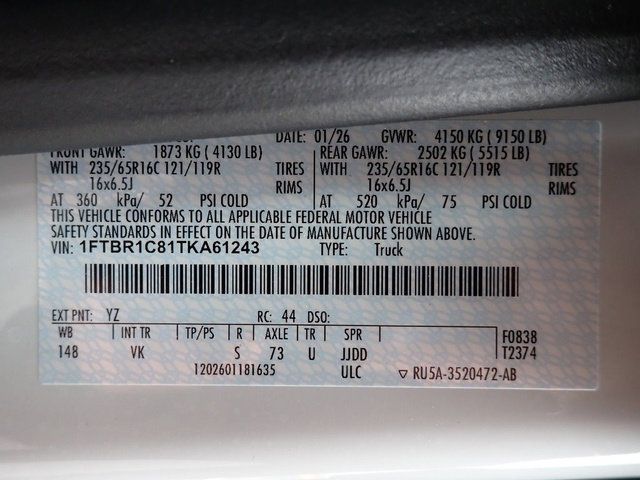 DATE: 01/26 GVWR: 4150 KG ( 9150 LB)
FRONT GAWR: 1873 KG ( 4130 LB) REAR GAWR: 2502 KG ( 5515 LB)
WITH 235/65R16C 121/119R TIRES WITH 235/65R16C 121/119R TIRES
16x6.5J RIMS 16x6.5J RIMS
AT 360 kPa/ 52 PSI COLD AT 520 kPa/ 75 PSI COLD
THIS VEHICLE CONFORMS TO ALL APPLICABLE FEDERAL MOTOR VEHICLE
SAFETY STANDARDS IN EFFECT ON THE DATE OF MANUFACTURE SHOWN ABOVE.
VIN: 1FTBR1C81TKA61243 TYPE: Truck
EXT PNT: YZ RC: 44 DSO:
WB INT TR TP/PS R AXLE TR SPR F0838
148 VK S 73 U JJDD T2374
1202601181635 ULC ▽ RU5A-3520472-AB